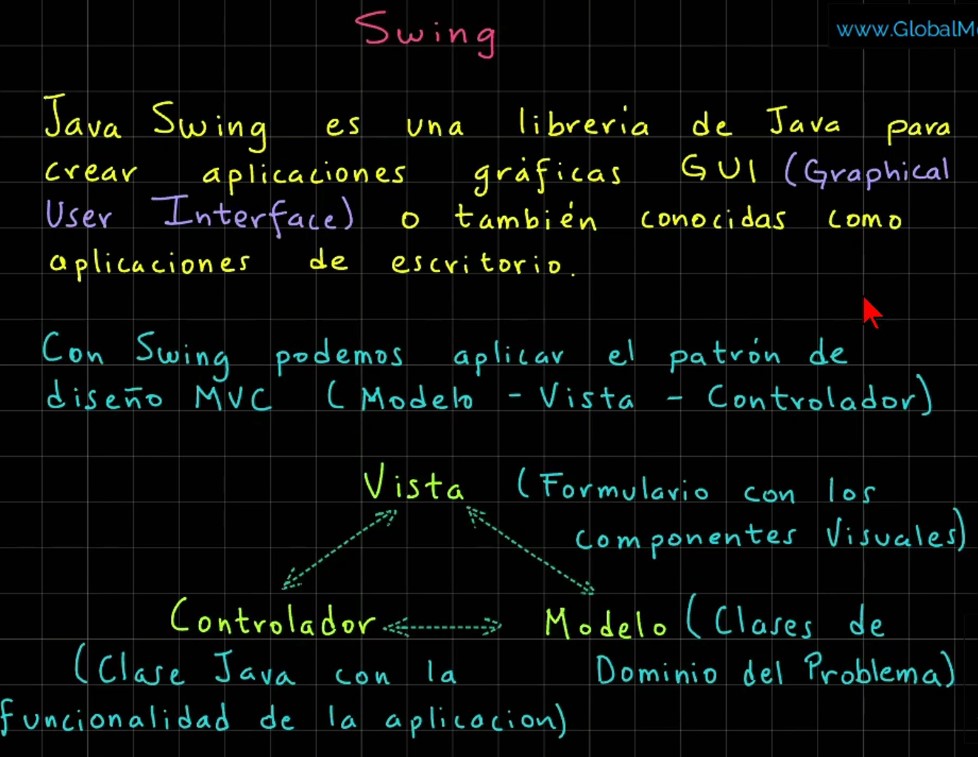 Swing
www.GlobalM
Java Swing es una librería de Java para
crear aplicaciones gráficas GUI (Graphical
User Interface) o también conocidas como
aplicaciones de escritorio.
Con Swing podemos aplicar el patrón de
diseño MVC (Modelo - Vista - Controlador)
Vista (Formulario con los
componentes Visuales)
Controlador
(Clase Java con la
funcionalidad de la aplicacion)
Modelo (Clases de
Dominio del Problema)